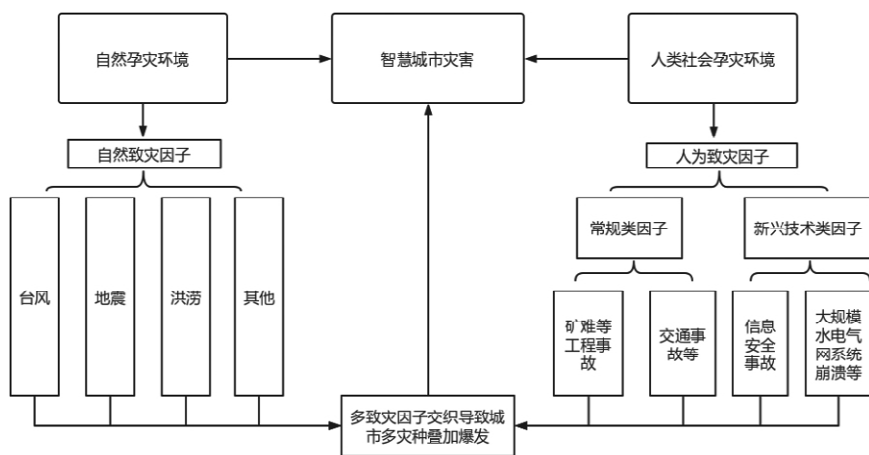 自然孕灾环境
智慧城市灾害
人类社会孕灾环境
自然致灾因子
人为致灾因子
常规类因子
新兴技术类因子
台风
地震
洪涝
其他
矿难等
工程事
故
交通事
故等
信息
安全
事故
大规模
水电气
网系统
崩溃等
多致灾因子交织导致城
市多灾种叠加爆发